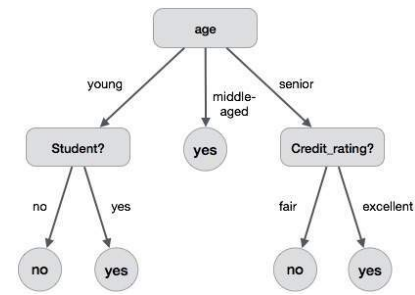 age
young
middle-
aged
senior
Student?
yes
Credit_rating?
no
yes
fair
excellent
no
yes
no
yes